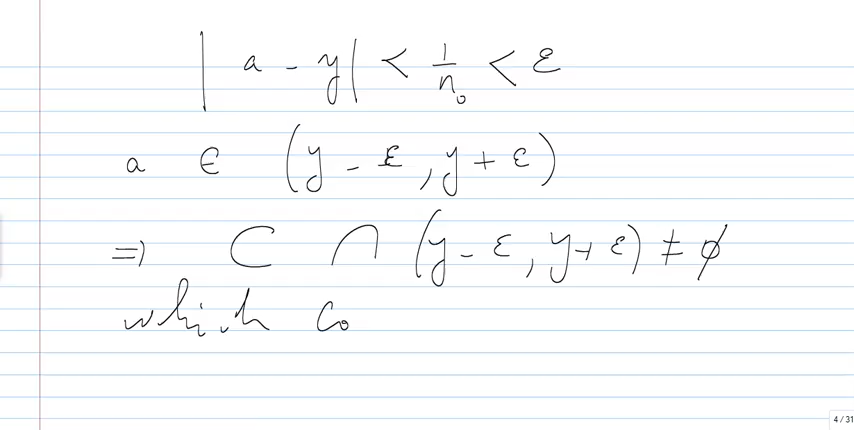 | a - y | < 1/n₀ < ε
a ∈ (y - ε, y + ε)
⇒ C ∩ (y - ε, y + ε) ≠ ϕ
which co
4 / 31